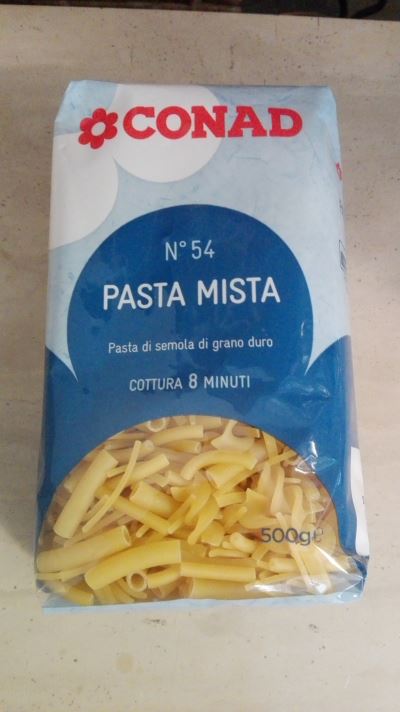 CONAD
N° 54
PASTA MISTA
Pasta di semola di grano duro
COTTURA 8 MINUTI
500g℮